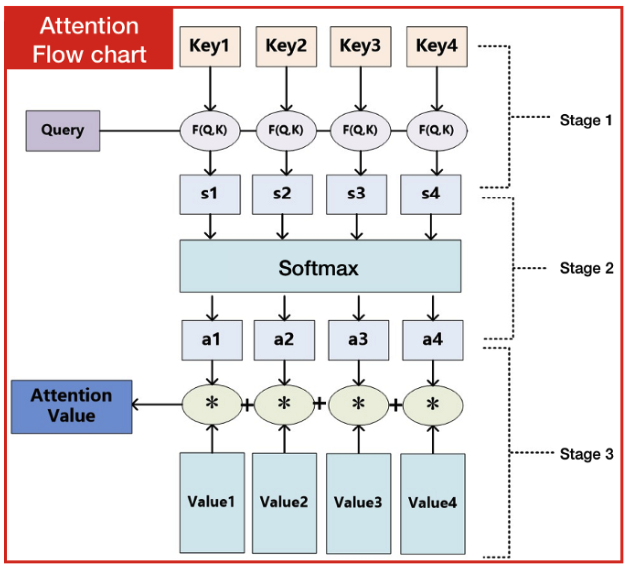 Attention
Flow chart
Key1 Key2 Key3 Key4
Query F(Q,K) F(Q,K) F(Q,K) F(Q,K) Stage 1
s1 s2 s3 s4
Softmax Stage 2
a1 a2 a3 a4
Attention
Value
* + * + * + *
Stage 3
Value1 Value2 Value3 Value4